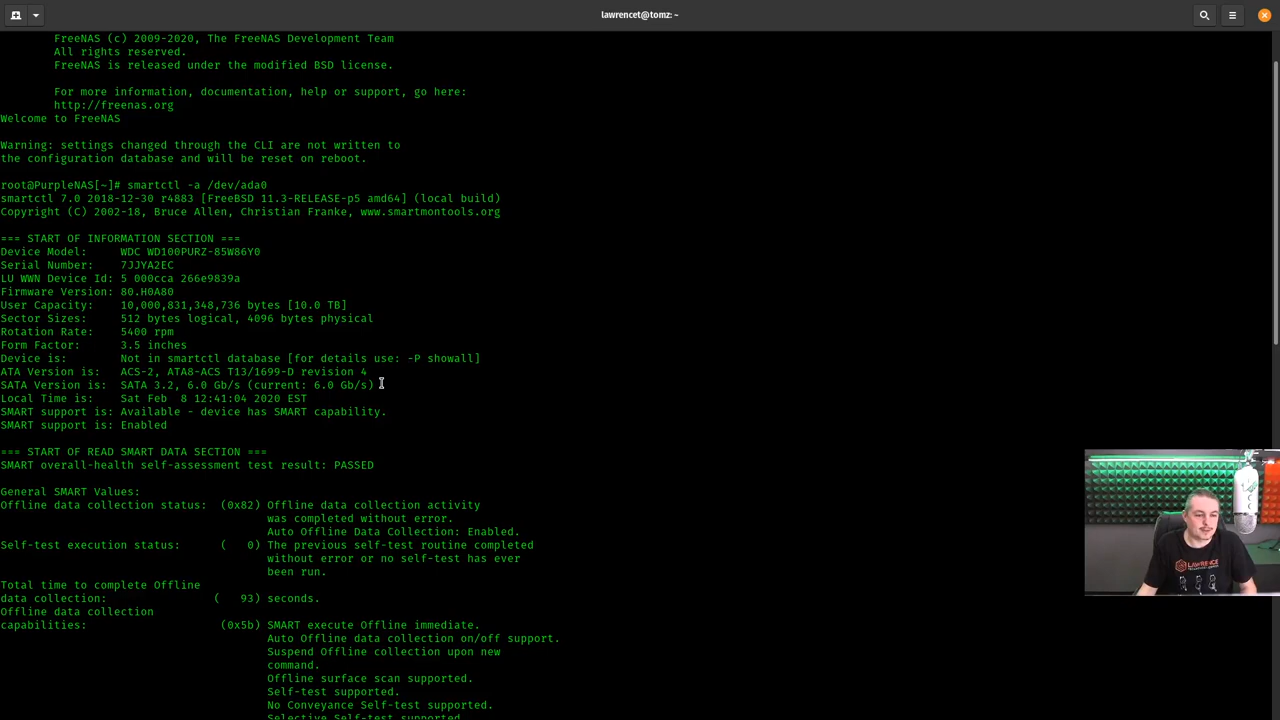 lawrencet@tomz: ~
FreeNAS (c) 2009-2020, The FreeNAS Development Team
All rights reserved.
FreeNAS is released under the modified BSD license.
For more information, documentation, help or support, go here:
http://freenas.org
Welcome to FreeNAS
Warning: settings changed through the CLI are not written to
the configuration database and will be reset on reboot.
root@PurpleNAS[~]# smartctl -a /dev/ada0
smartctl 7.0 2018-12-30 r4883 [FreeBSD 11.3-RELEASE-p5 amd64] (local build)
Copyright (C) 2002-18, Bruce Allen, Christian Franke, www.smartmontools.org
=== START OF INFORMATION SECTION ===
Device Model:     WDC WD100PURZ-85W86Y0
Serial Number:    7JJYA2EC
LU WWN Device Id: 5 000cca 266e9839a
Firmware Version: 80.H0A80
User Capacity:    10,000,831,348,736 bytes [10.0 TB]
Sector Sizes:     512 bytes logical, 4096 bytes physical
Rotation Rate:    5400 rpm
Form Factor:      3.5 inches
Device is:        Not in smartctl database [for details use: -P showall]
ATA Version is:   ACS-2, ATA8-ACS T13/1699-D revision 4
SATA Version is:  SATA 3.2, 6.0 Gb/s (current: 6.0 Gb/s)
Local Time is:    Sat Feb  8 12:41:04 2020 EST
SMART support is: Available - device has SMART capability.
SMART support is: Enabled
=== START OF READ SMART DATA SECTION ===
SMART overall-health self-assessment test result: PASSED
General SMART Values:
Offline data collection status:  (0x82) Offline data collection activity
was completed without error.
Auto Offline Data Collection: Enabled.
Self-test execution status:      (   0) The previous self-test routine completed
without error or no self-test has ever
been run.
Total time to complete Offline
data collection:                (   93) seconds.
Offline data collection
capabilities:                    (0x5b) SMART execute Offline immediate.
Auto Offline data collection on/off support.
Suspend Offline collection upon new
command.
Offline surface scan supported.
Self-test supported.
No Conveyance Self-test supported.
Selective Self-test supported.
LAWRENCE